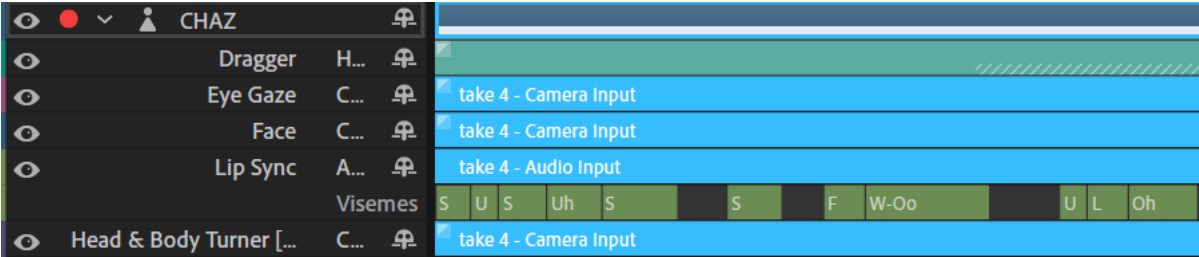 CHAZ
Dragger H...
Eye Gaze C... take 4 - Camera Input
Face C... take 4 - Camera Input
Lip Sync A... take 4 - Audio Input
Visemes S U S Uh S S F W-Oo U L Oh
Head & Body Turner [... C... take 4 - Camera Input